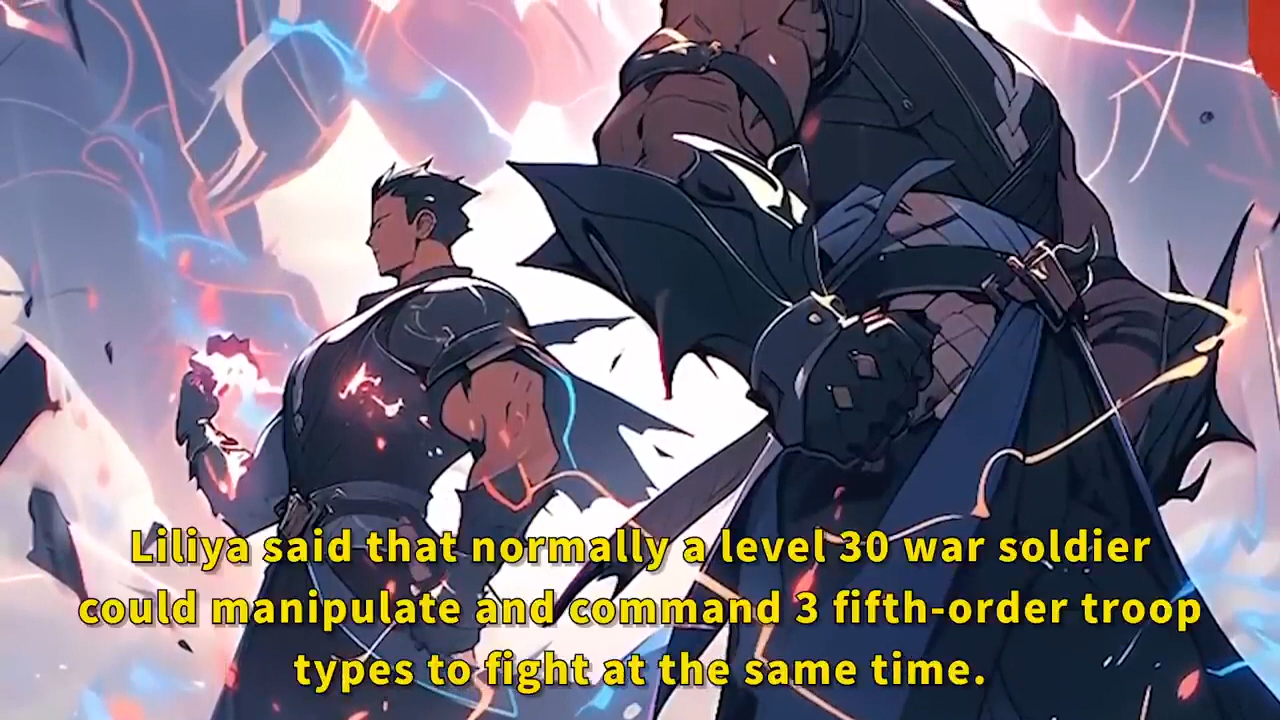 Liliya said that normally a level 30 war soldier
could manipulate and command 3 fifth-order troop
types to fight at the same time.